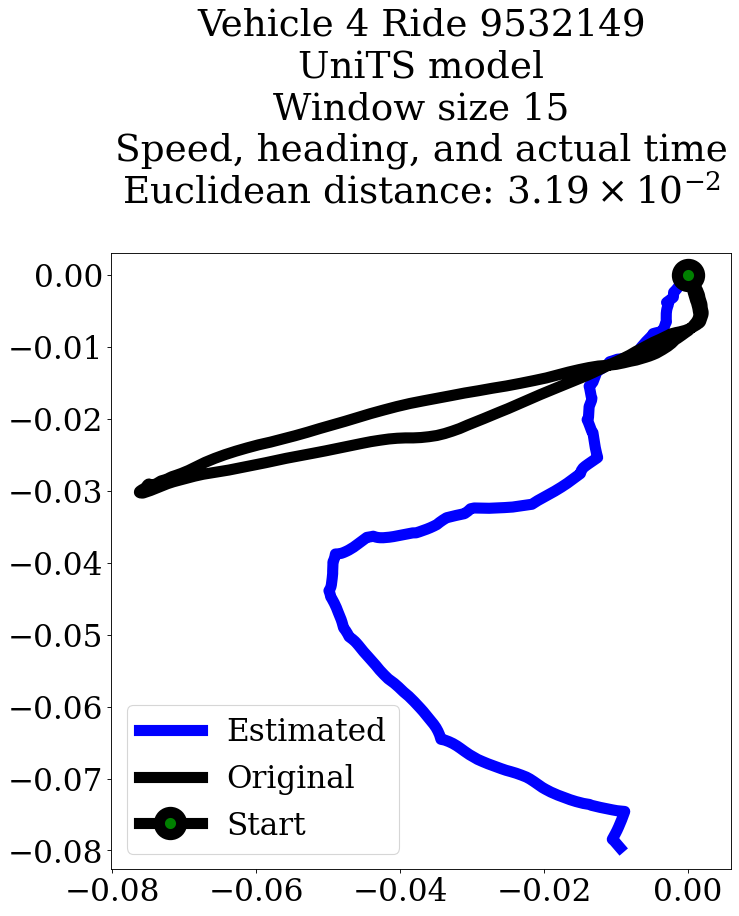 Vehicle 4 Ride 9532149
UniTS model
Window size 15
Speed, heading, and actual time
Euclidean distance: 3.19 × 10⁻²
0.00
−0.01
−0.02
−0.03
−0.04
−0.05
−0.06
−0.07
−0.08
Estimated
Original
Start
−0.08 −0.06 −0.04 −0.02 0.00